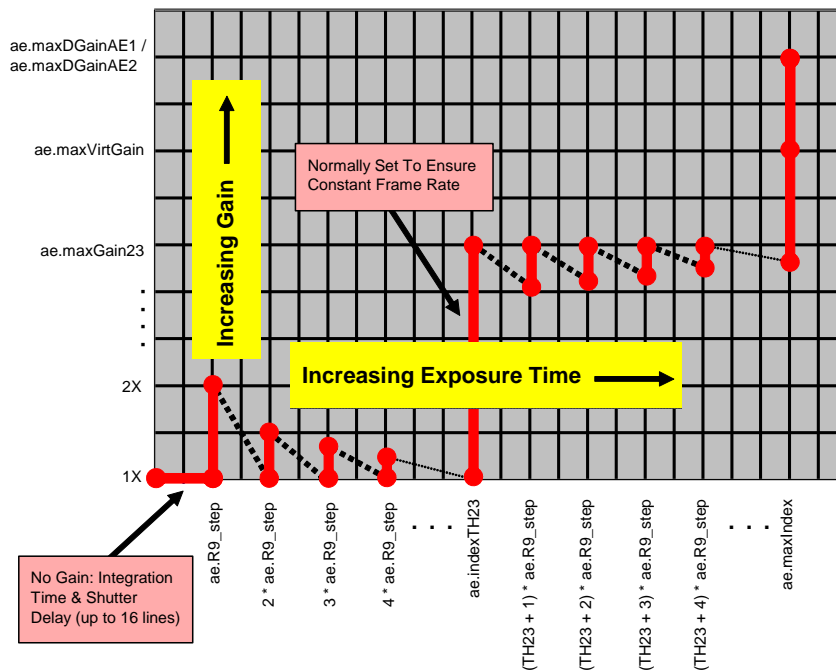 ae.maxDGainAE1 /
ae.maxDGainAE2
ae.maxVirtGain
ae.maxGain23
. . . .
2X
1X
Increasing Gain
Normally Set To Ensure
Constant Frame Rate
Increasing Exposure Time
No Gain: Integration
Time & Shutter
Delay (up to 16 lines)
ae.R9_step
2 * ae.R9_step
3 * ae.R9_step
4 * ae.R9_step
. . . .
ae.indexTH23
(TH23 + 1) * ae.R9_step
(TH23 + 2) * ae.R9_step
(TH23 + 3) * ae.R9_step
(TH23 + 4) * ae.R9_step
. . . .
ae.maxIndex